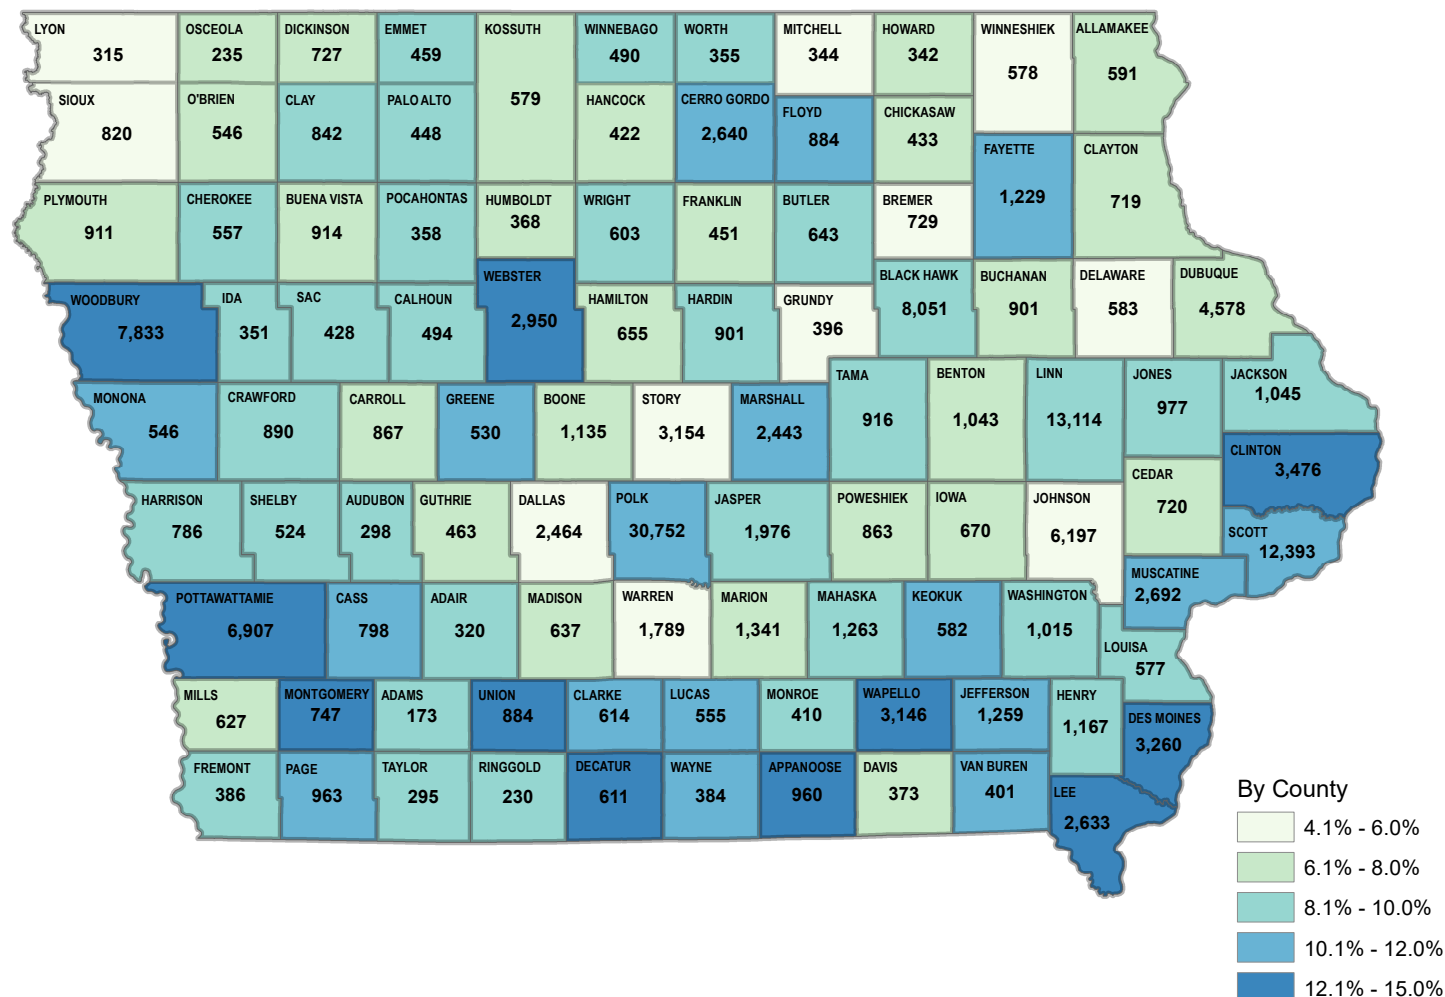 LYON
315
OSCEOLA
235
DICKINSON
727
EMMET
459
KOSSUTH
579
WINNEBAGO
490
WORTH
355
MITCHELL
344
HOWARD
342
WINNESHIEK
578
ALLAMAKEE
591
SIOUX
820
O'BRIEN
546
CLAY
842
PALO ALTO
448
HANCOCK
422
CERRO GORDO
2,640
FLOYD
884
CHICKASAW
433
FAYETTE
1,229
CLAYTON
719
PLYMOUTH
911
CHEROKEE
557
BUENA VISTA
914
POCAHONTAS
358
HUMBOLDT
368
WRIGHT
603
FRANKLIN
451
BUTLER
643
BREMER
729
WOODBURY
7,833
IDA
351
SAC
428
CALHOUN
494
WEBSTER
2,950
HAMILTON
655
HARDIN
901
GRUNDY
396
BLACK HAWK
8,051
BUCHANAN
901
DELAWARE
583
DUBUQUE
4,578
MONONA
546
CRAWFORD
890
CARROLL
867
GREENE
530
BOONE
1,135
STORY
3,154
MARSHALL
2,443
TAMA
916
BENTON
1,043
LINN
13,114
JONES
977
JACKSON
1,045
CLINTON
3,476
CEDAR
720
HARRISON
786
SHELBY
524
AUDUBON
298
GUTHRIE
463
DALLAS
2,464
POLK
30,752
JASPER
1,976
POWESHIEK
863
IOWA
670
JOHNSON
6,197
SCOTT
12,393
MUSCATINE
2,692
POTTAWATTAMIE
6,907
CASS
798
ADAIR
320
MADISON
637
WARREN
1,789
MARION
1,341
MAHASKA
1,263
KEOKUK
582
WASHINGTON
1,015
LOUISA
577
MILLS
627
MONTGOMERY
747
ADAMS
173
UNION
884
CLARKE
614
LUCAS
555
MONROE
410
WAPELLO
3,146
JEFFERSON
1,259
HENRY
1,167
DES MOINES
3,260
FREMONT
386
PAGE
963
TAYLOR
295
RINGGOLD
230
DECATUR
611
WAYNE
384
APPANOOSE
960
DAVIS
373
VAN BUREN
401
LEE
2,633
By County
4.1% - 6.0%
6.1% - 8.0%
8.1% - 10.0%
10.1% - 12.0%
12.1% - 15.0%